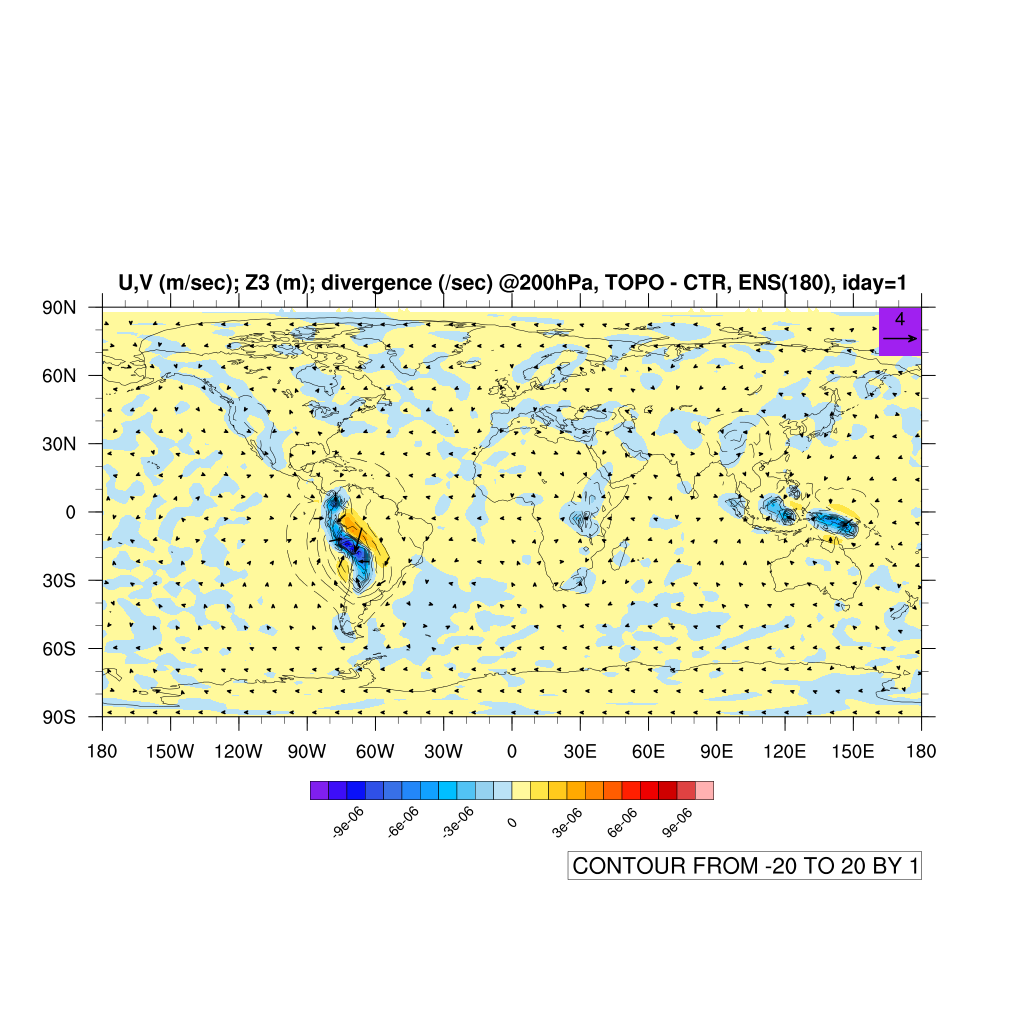 U,V (m/sec); Z3 (m); divergence (/sec) @200hPa, TOPO - CTR, ENS(180), iday=1
4
90N
60N
30N
0
30S
60S
90S
180 150W 120W 90W 60W 30W 0 30E 60E 90E 120E 150E 180
-9e-06 -6e-06 -3e-06 0 3e-06 6e-06 9e-06
CONTOUR FROM -20 TO 20 BY 1